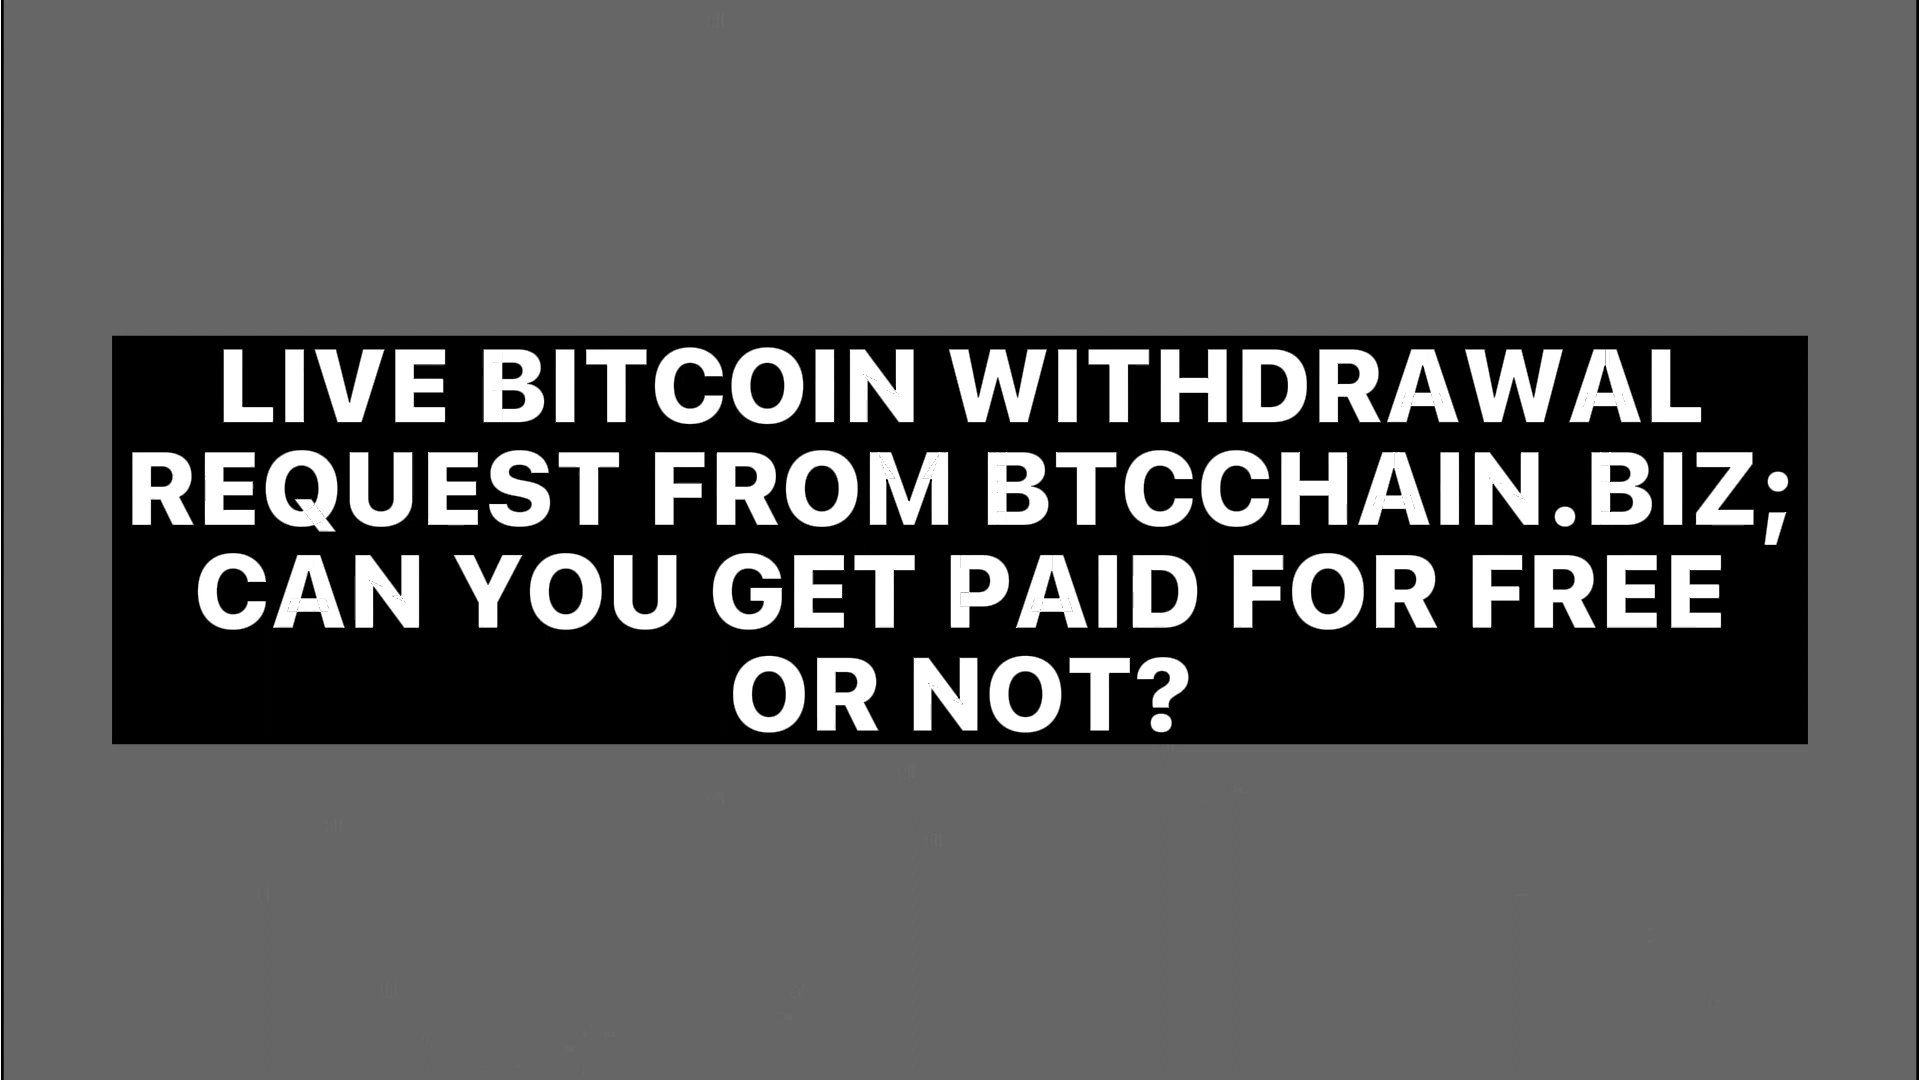 LIVE BITCOIN WITHDRAWAL
REQUEST FROM BTCCHAIN.BIZ;
CAN YOU GET PAID FOR FREE
OR NOT?